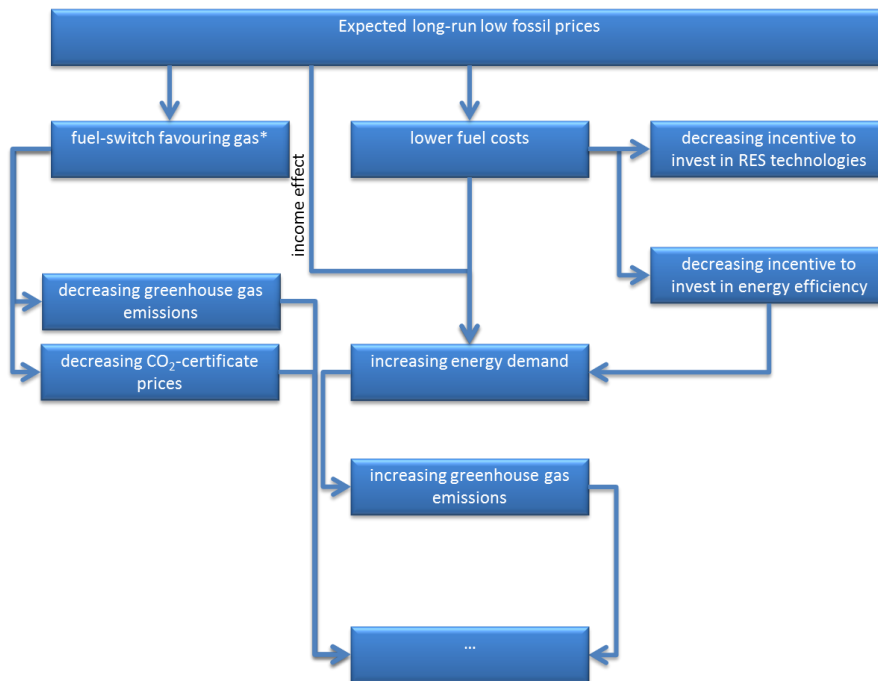 Expected long-run low fossil prices
fuel-switch favouring gas*
income effect
lower fuel costs
decreasing incentive to
invest in RES technologies
decreasing incentive to
invest in energy efficiency
decreasing greenhouse gas
emissions
decreasing CO₂-certificate
prices
increasing energy demand
increasing greenhouse gas
emissions
...